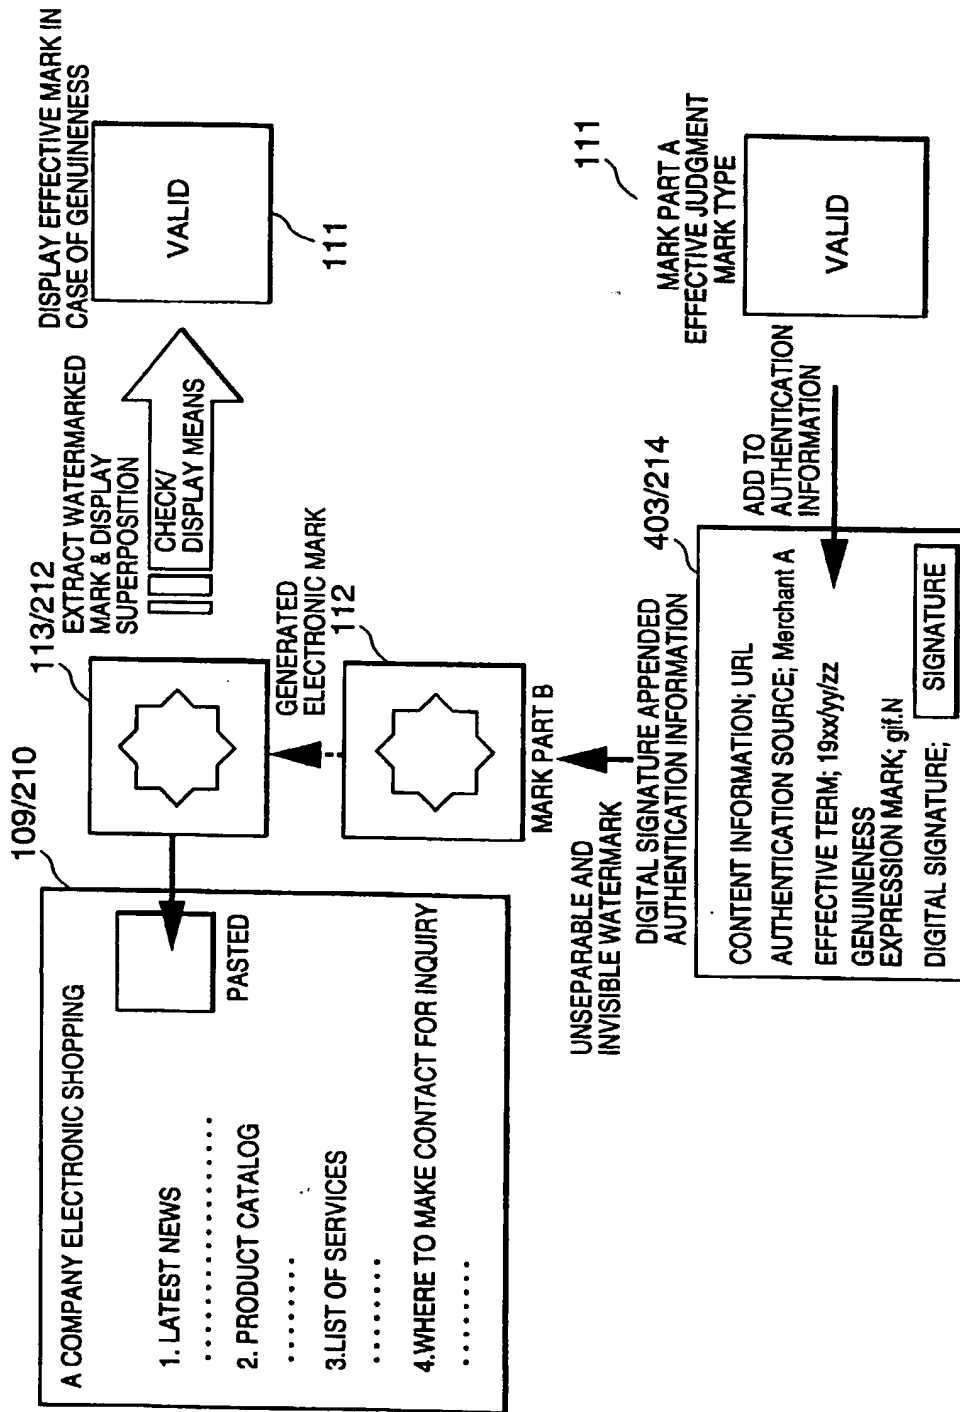 A COMPANY ELECTRONIC SHOPPING
1. LATEST NEWS
....................
2. PRODUCT CATALOG
........
3.LIST OF SERVICES
........
4.WHERE TO MAKE CONTACT FOR INQUIRY
........
PASTED
109/210
113/212
EXTRACT WATERMARKED
MARK & DISPLAY
SUPERPOSITION
CHECK/
DISPLAY MEANS
DISPLAY EFFECTIVE MARK IN
CASE OF GENUINENESS
VALID
111
GENERATED
ELECTRONIC MARK
112
MARK PART B
UNSEPARABLE AND
INVISIBLE WATERMARK
DIGITAL SIGNATURE APPENDED
AUTHENTICATION INFORMATION
403/214
CONTENT INFORMATION; URL
AUTHENTICATION SOURCE; Merchant A
EFFECTIVE TERM; 19xx/yy/zz
GENUINENESS
EXPRESSION MARK; gif.N
DIGITAL SIGNATURE;
SIGNATURE
ADD TO
AUTHENTICATION
INFORMATION
111
MARK PART A
EFFECTIVE JUDGMENT
MARK TYPE
VALID